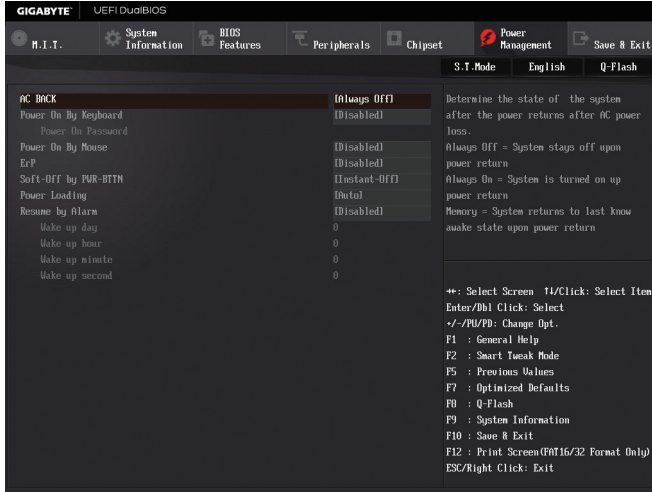 GIGABYTE™ UEFI DualBIOS
M.I.T.
System Information
BIOS Features
Peripherals
Chipset
Power Management
Save & Exit
S.T.Mode English Q-Flash
AC BACK [Always Off]
Power On By Keyboard [Disabled]
Power On Password
Power On By Mouse [Disabled]
ErP [Disabled]
Soft-Off by PWR-BTTN [Instant-Off]
Power Loading [Auto]
Resume by Alarm [Disabled]
Wake up day 0
Wake up hour 0
Wake up minute 0
Wake up second 0
Determine the state of the system
after the power returns after AC power
loss.
Always Off = System stays off upon
power return
Always On = System is turned on up
power return
Memory = System returns to last know
awake state upon power return
→←: Select Screen ↑↓/Click: Select Item
Enter/Dbl Click: Select
+/-/PU/PD: Change Opt.
F1 : General Help
F2 : Smart Tweak Mode
F5 : Previous Values
F7 : Optimized Defaults
F8 : Q-Flash
F9 : System Information
F10 : Save & Exit
F12 : Print Screen(FAT16/32 Format Only)
ESC/Right Click: Exit